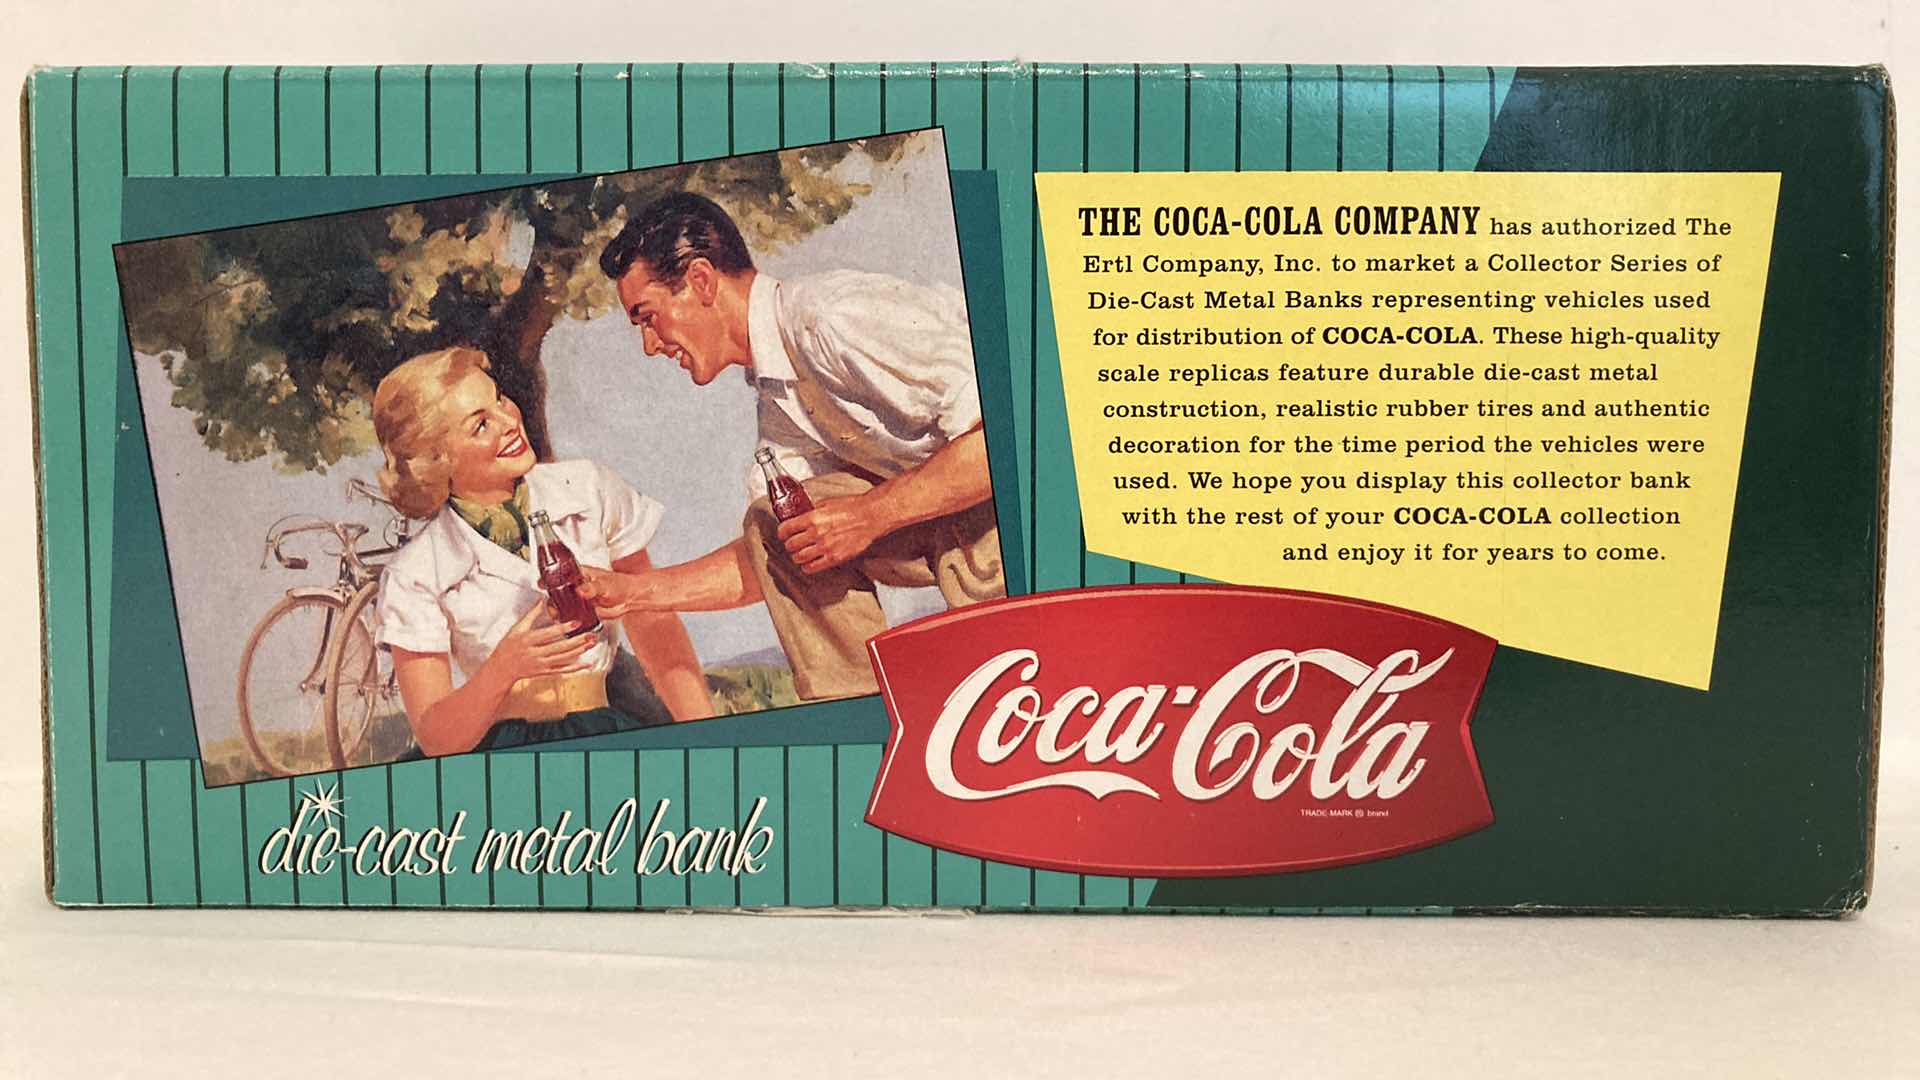 THE COCA-COLA COMPANY has authorized The
Ertl Company, Inc. to market a Collector Series of
Die-Cast Metal Banks representing vehicles used
for distribution of COCA-COLA. These high-quality
scale replicas feature durable die-cast metal
construction, realistic rubber tires and authentic
decoration for the time period the vehicles were
used. We hope you display this collector bank
with the rest of your COCA-COLA collection
and enjoy it for years to come.
Coca-Cola
TRADE-MARK ® brand
die-cast metal bank